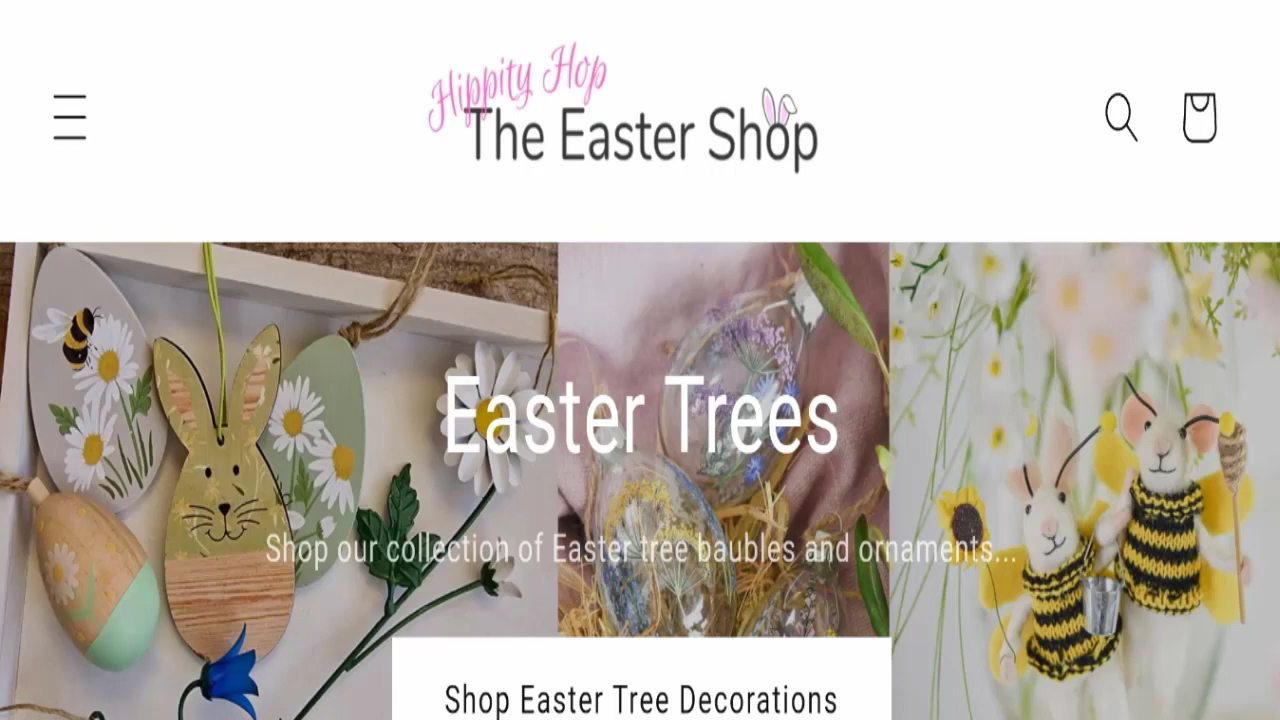 Hippity Hop
The Easter Shop
Easter Trees
Shop our collection of Easter tree baubles and ornaments...
Shop Easter Tree Decorations